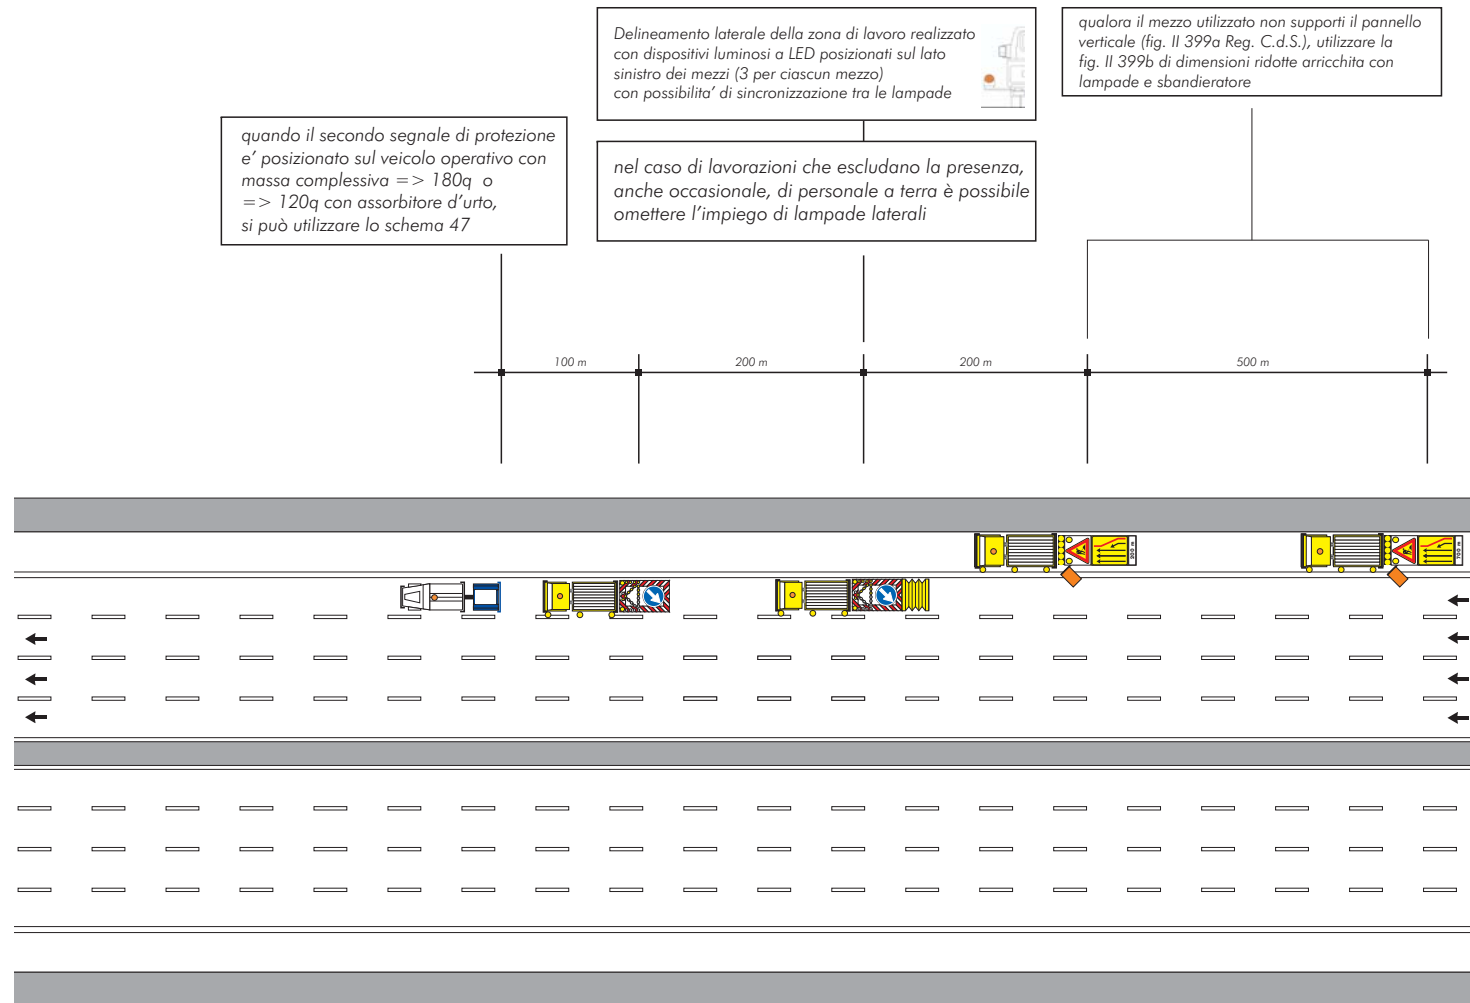 Delineamento laterale della zona di lavoro realizzato
con dispositivi luminosi a LED posizionati sul lato
sinistro dei mezzi (3 per ciascun mezzo)
con possibilita' di sincronizzazione tra le lampade
qualora il mezzo utilizzato non supporti il pannello
verticale (fig. II 399a Reg. C.d.S.), utilizzare la
fig. II 399b di dimensioni ridotte arricchita con
lampade e sbandieratore
quando il secondo segnale di protezione
e' posizionato sul veicolo operativo con
massa complessiva => 180q o
=> 120q con assorbitore d'urto,
si può utilizzare lo schema 47
nel caso di lavorazioni che escludano la presenza,
anche occasionale, di personale a terra è possibile
omettere l'impiego di lampade laterali
100 m
200 m
200 m
500 m
200 m
700 m